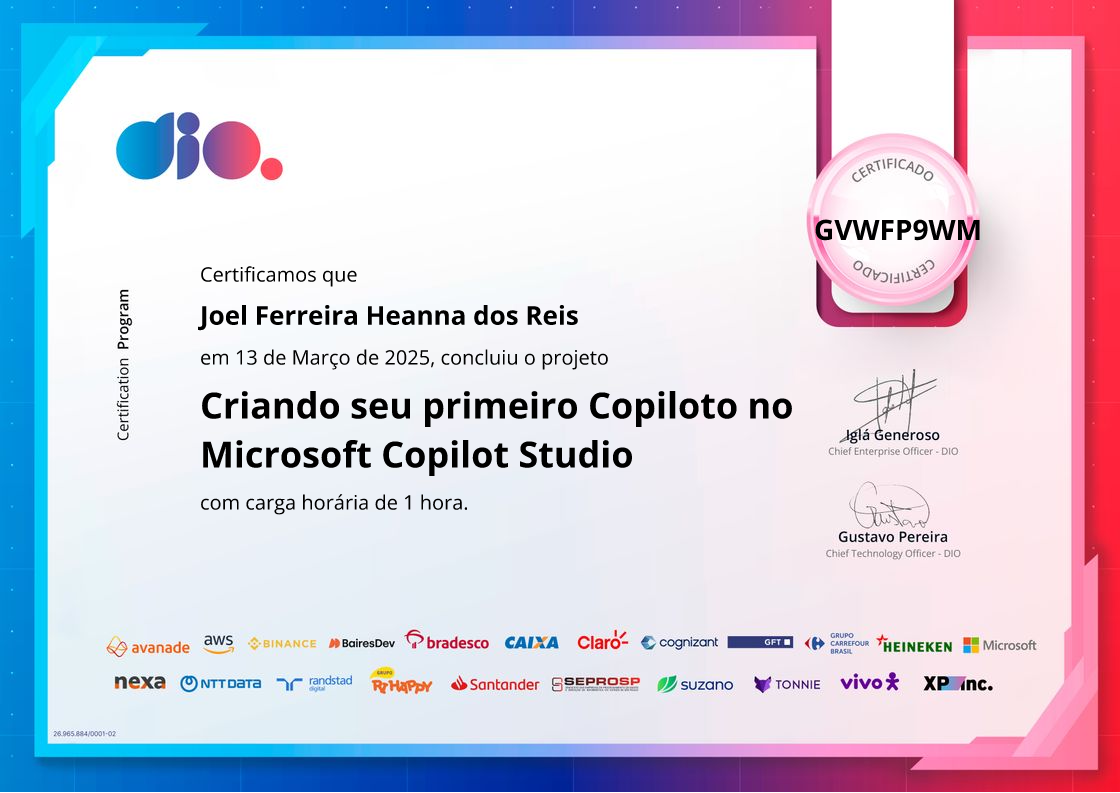 dio.
CERTIFICADO
GVWFP9WM
CERTIFICADO
Certification Program
Certificamos que
Joel Ferreira Heanna dos Reis
em 13 de Março de 2025, concluiu o projeto
Criando seu primeiro Copiloto no
Microsoft Copilot Studio
com carga horária de 1 hora.
Iglá Generoso
Chief Enterprise Officer - DIO
Gustavo Pereira
Chief Technology Officer - DIO
avanade aws BINANCE BairesDev bradesco CAIXA Claro cognizant GFT GRUPO CARREFOUR BRASIL HEINEKEN Microsoft
nexa NTT DATA randstad digital GRUPO Ri Happy Santander SEPROSP suzano TONNIE vivo XP inc.
26.965.884/0001-02